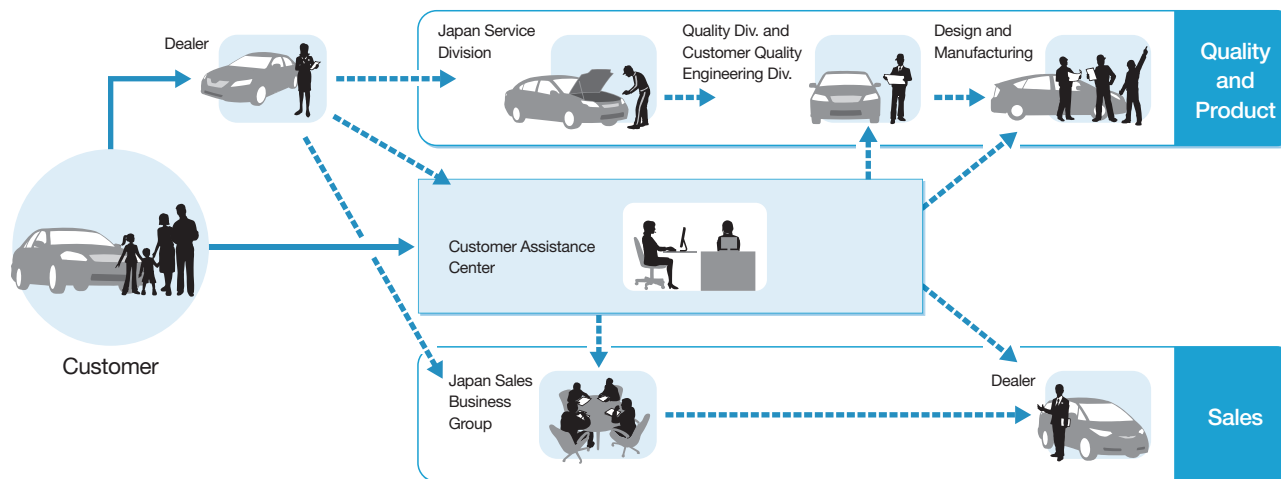 Dealer
Japan Service
Division
Quality Div. and
Customer Quality
Engineering Div.
Design and
Manufacturing
Quality
and
Product
Customer Assistance
Center
Customer
Japan Sales
Business
Group
Dealer
Sales